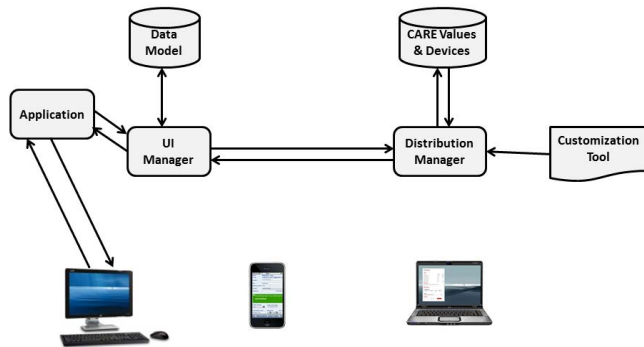 Data
Model
CARE Values
& Devices
Application
UI
Manager
Distribution
Manager
Customization
Tool